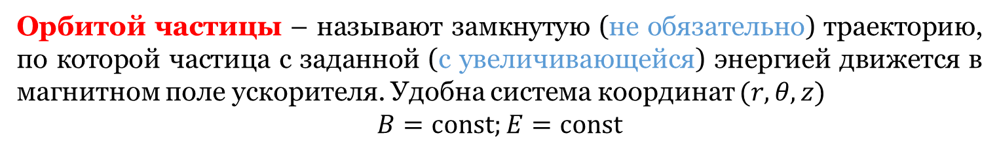 Орбитой частицы – называют замкнутую (не обязательно) траекторию,
по которой частица с заданной (с увеличивающейся) энергией движется в
магнитном поле ускорителя. Удобна система координат (r, θ, z)
B = const; E = const